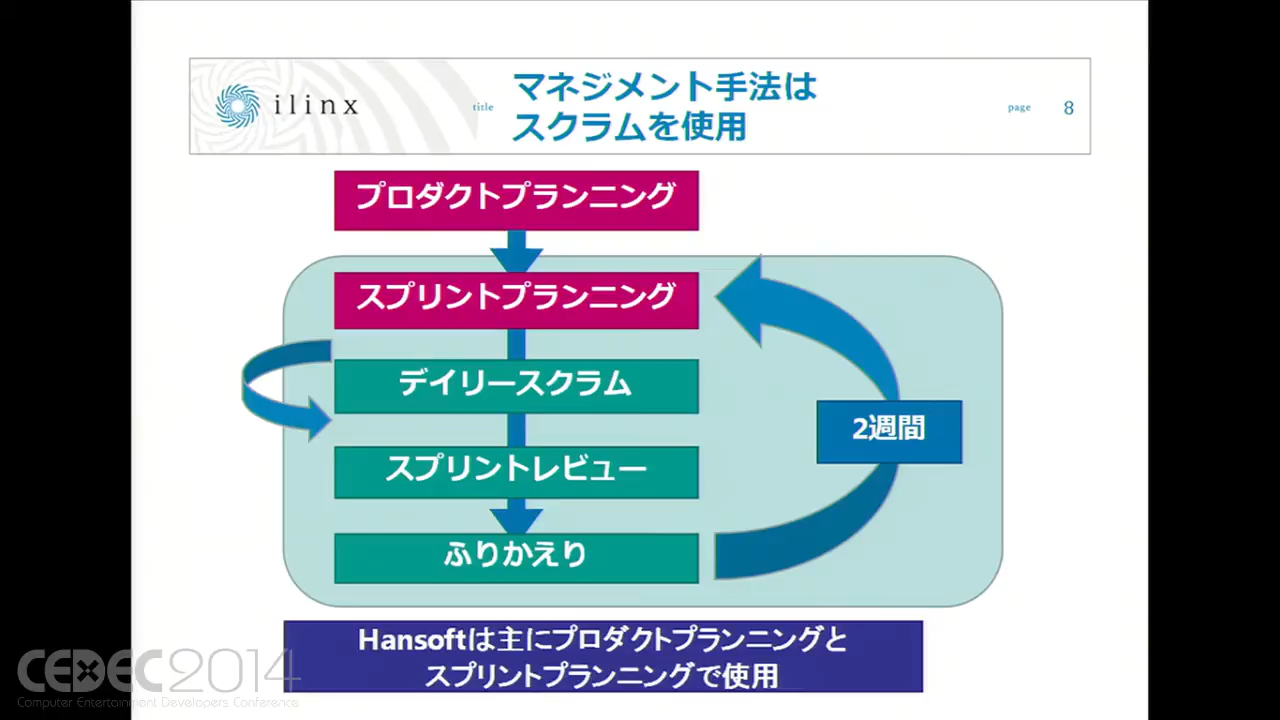 ilinx
title
マネジメント手法は
スクラムを使用
page 8
プロダクトプランニング
スプリントプランニング
デイリースクラム
2週間
スプリントレビュー
ふりかえり
Hansoftは主にプロダクトプランニングと
スプリントプランニングで使用
CEDEC2014
Computer Entertainment Developers Conference